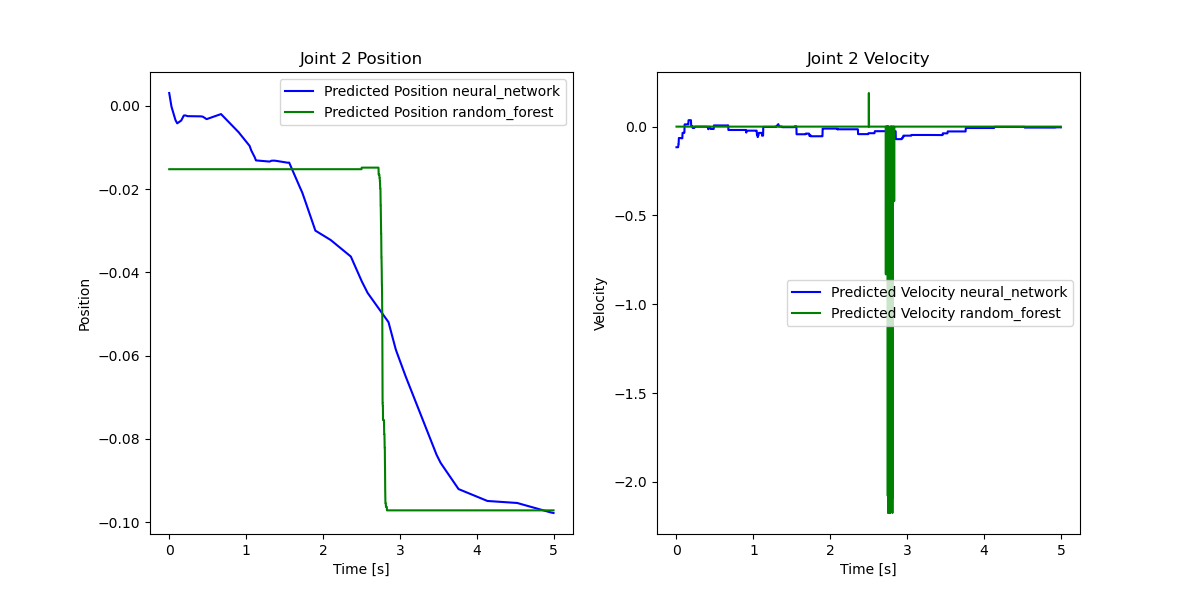 Joint 2 Position
Predicted Position neural_network
Predicted Position random_forest
0.00
−0.02
−0.04
−0.06
−0.08
−0.10
Position
0 1 2 3 4 5
Time [s]
Joint 2 Velocity
0.0
−0.5
−1.0
−1.5
−2.0
Velocity
Predicted Velocity neural_network
Predicted Velocity random_forest
0 1 2 3 4 5
Time [s]